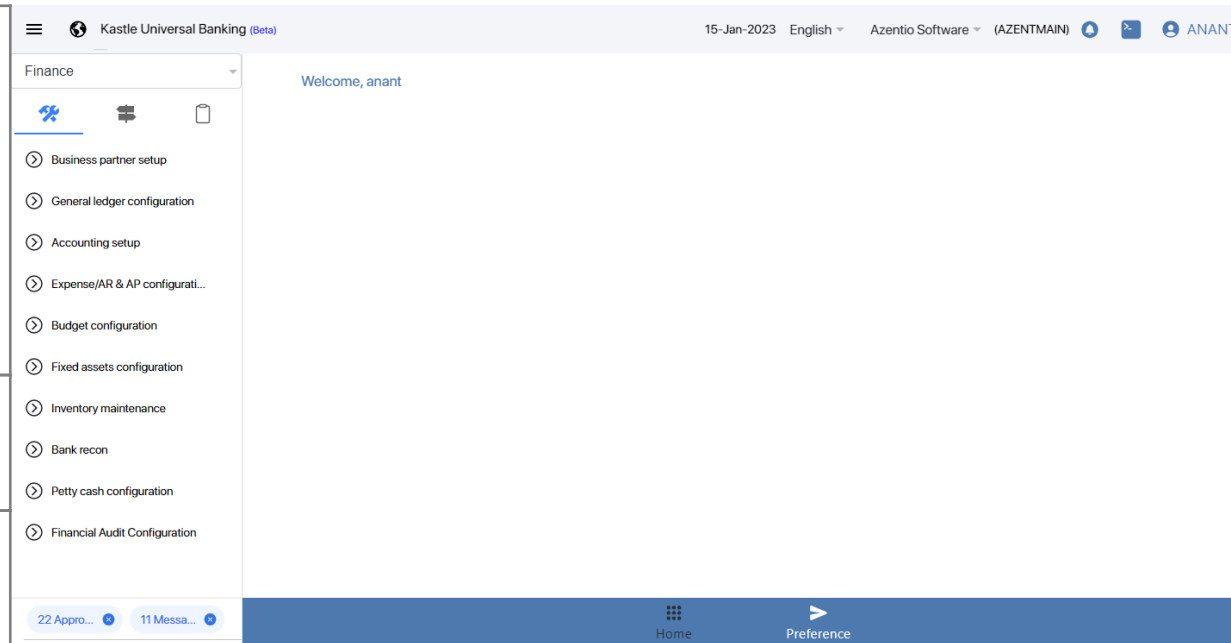 Kastle Universal Banking (Beta) 15-Jan-2023 English Azentio Software (AZENTMAIN) ANANT
Finance
Welcome, anant
Business partner setup
General ledger configuration
Accounting setup
Expense/AR & AP configurati...
Budget configuration
Fixed assets configuration
Inventory maintenance
Bank recon
Petty cash configuration
Financial Audit Configuration
22 Appro... 11 Messa...
Home Preference